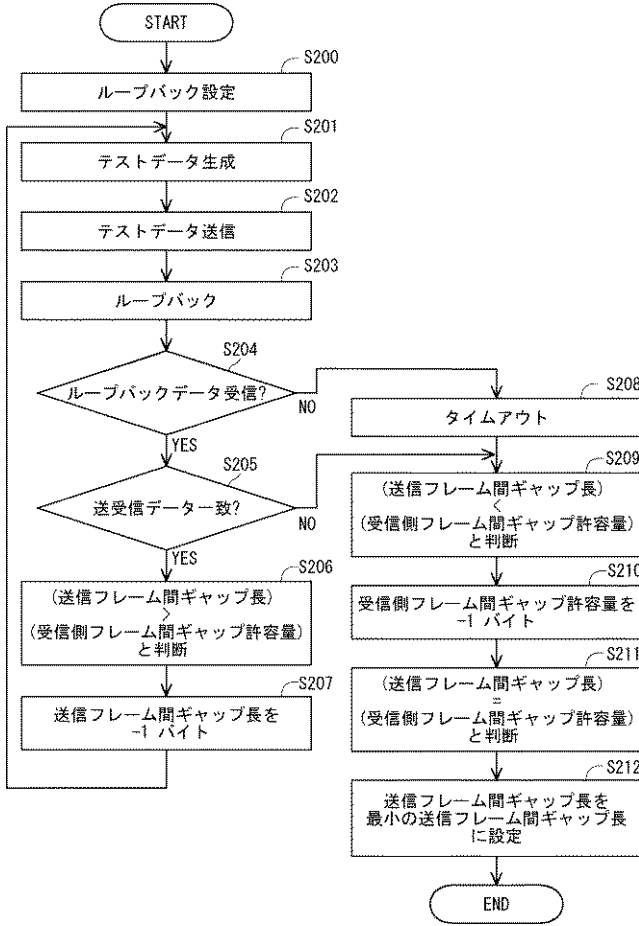 START
S200
ループバック設定
S201
テストデータ生成
S202
テストデータ送信
S203
ループバック
S204
ループバックデータ受信?
NO
YES
S205
送受信データ一致?
NO
YES
S206
(送信フレーム間ギャップ長)
>
(受信側フレーム間ギャップ許容量)
と判断
S207
送信フレーム間ギャップ長を
-1 バイト
S208
タイムアウト
S209
(送信フレーム間ギャップ長)
<
(受信側フレーム間ギャップ許容量)
と判断
S210
受信側フレーム間ギャップ許容量を
-1 バイト
S211
(送信フレーム間ギャップ長)
=
(受信側フレーム間ギャップ許容量)
と判断
S212
送信フレーム間ギャップ長を
最小の送信フレーム間ギャップ長
に設定
END